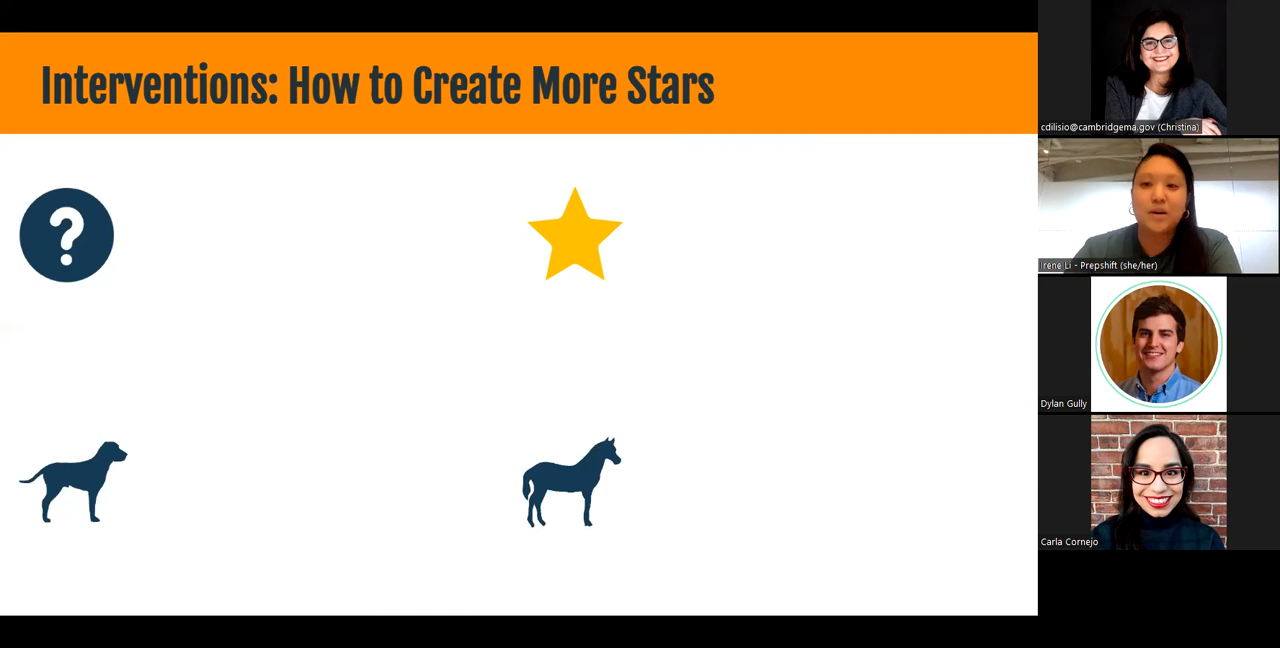 Interventions: How to Create More Stars
?
cdilisio@cambridgema.gov (Christina)
Irene Li - Prepshift (she/her)
Dylan Gully
Carla Cornejo